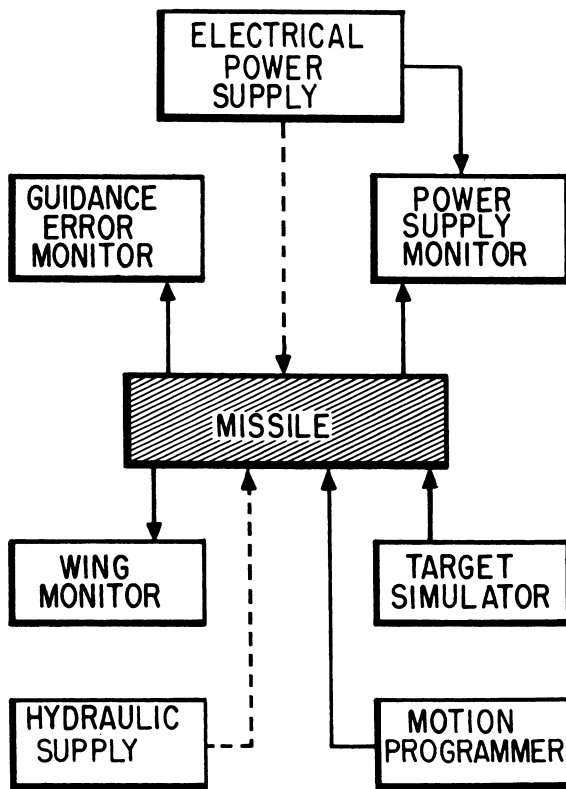 ELECTRICAL
POWER
SUPPLY
GUIDANCE
ERROR
MONITOR
POWER
SUPPLY
MONITOR
MISSILE
WING
MONITOR
TARGET
SIMULATOR
HYDRAULIC
SUPPLY
MOTION
PROGRAMMER